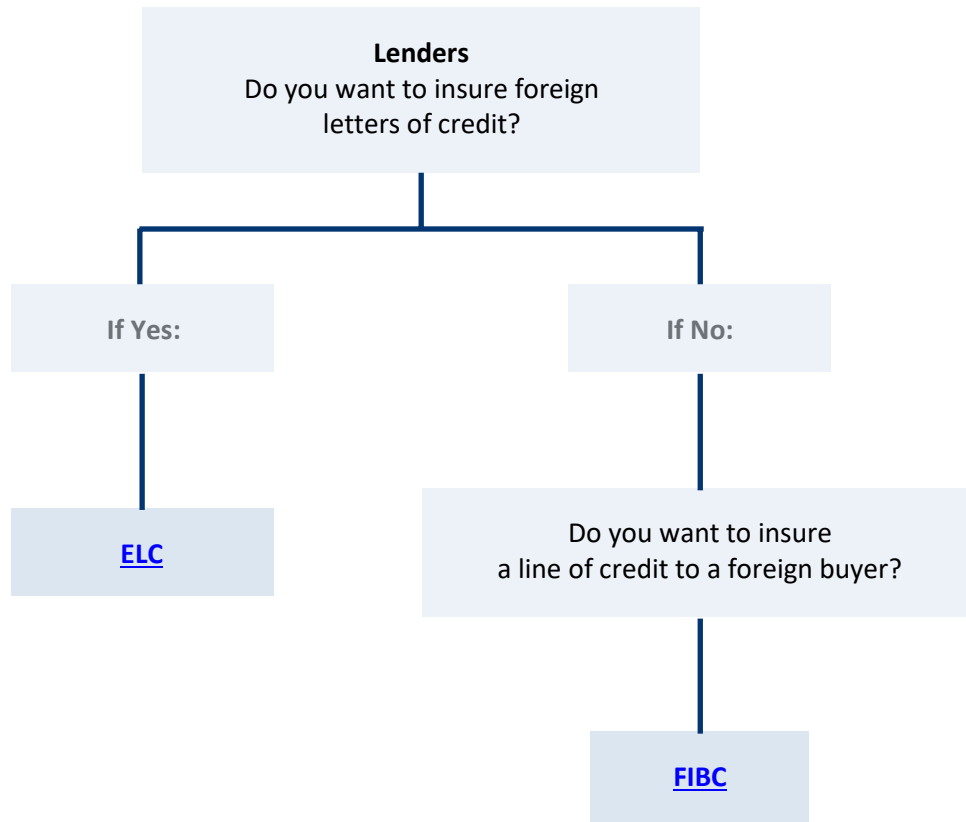 Lenders
Do you want to insure foreign
letters of credit?
If Yes:
If No:
ELC
Do you want to insure
a line of credit to a foreign buyer?
FIBC